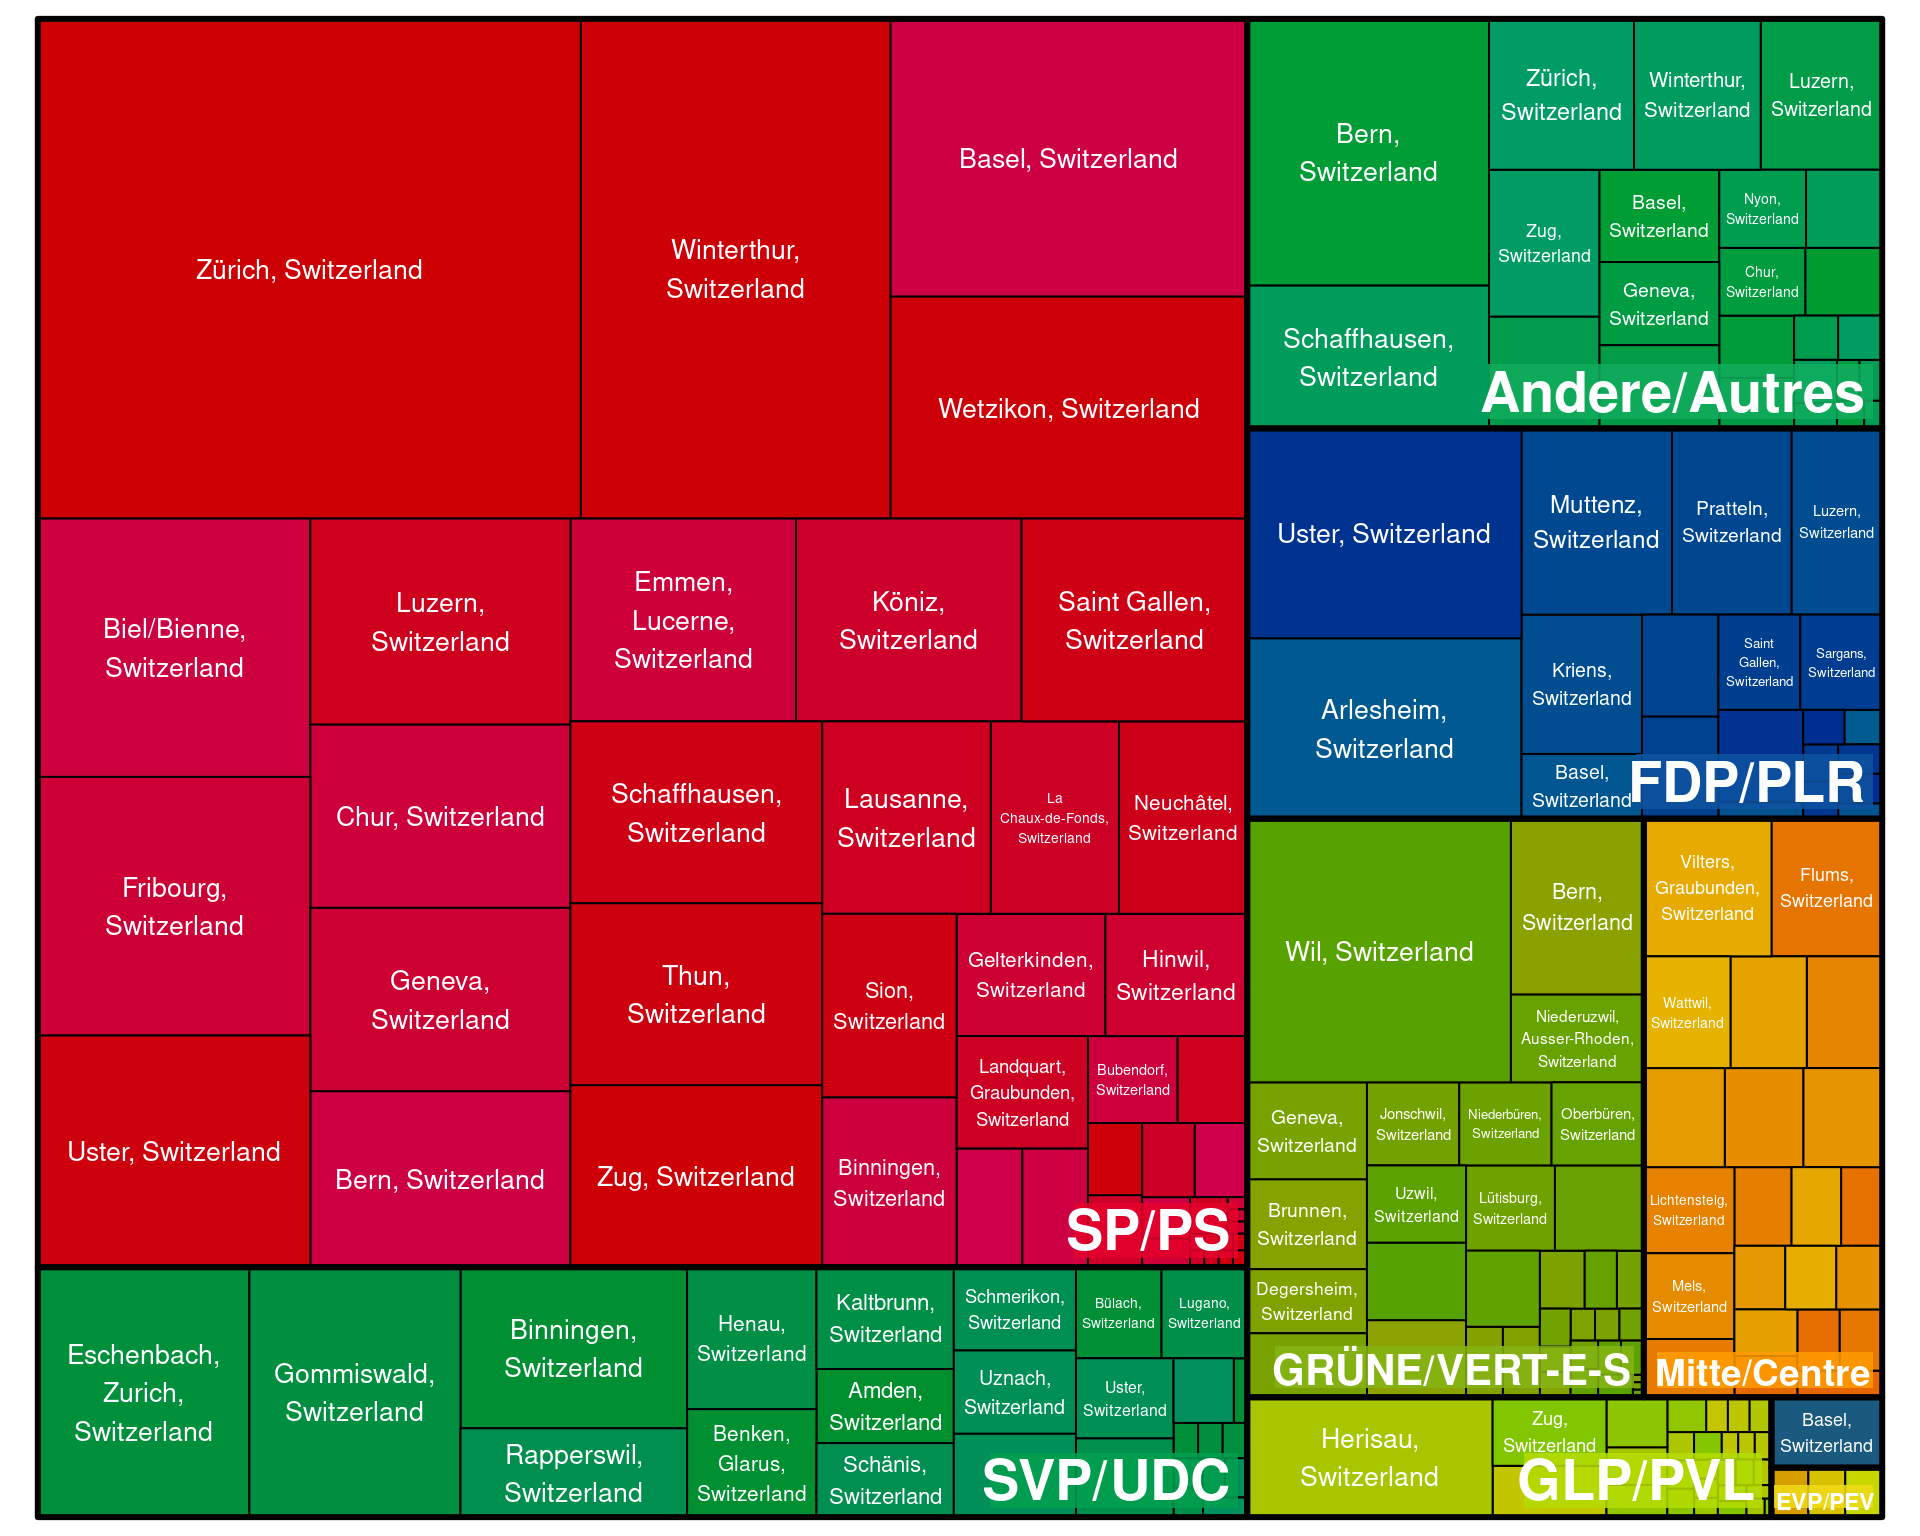 Zürich, Switzerland
Winterthur,
Switzerland
Basel, Switzerland
Wetzikon, Switzerland
Biel/Bienne,
Switzerland
Fribourg,
Switzerland
Uster, Switzerland
Luzern,
Switzerland
Chur, Switzerland
Geneva,
Switzerland
Bern, Switzerland
Emmen,
Lucerne,
Switzerland
Köniz,
Switzerland
Saint Gallen,
Switzerland
Schaffhausen,
Switzerland
Thun,
Switzerland
Zug, Switzerland
Lausanne,
Switzerland
La
Chaux-de-Fonds,
Switzerland
Neuchâtel,
Switzerland
Sion,
Switzerland
Binningen,
Switzerland
Gelterkinden,
Switzerland
Hinwil,
Switzerland
Landquart,
Graubunden,
Switzerland
Bubendorf,
Switzerland
SP/PS
Eschenbach,
Zurich,
Switzerland
Gommiswald,
Switzerland
Binningen,
Switzerland
Rapperswil,
Switzerland
Henau,
Switzerland
Benken,
Glarus,
Switzerland
Kaltbrunn,
Switzerland
Amden,
Switzerland
Schänis,
Switzerland
Schmerikon,
Switzerland
Uznach,
Switzerland
Bülach,
Switzerland
Lugano,
Switzerland
Uster,
Switzerland
SVP/UDC
Bern,
Switzerland
Schaffhausen,
Switzerland
Zürich,
Switzerland
Winterthur,
Switzerland
Luzern,
Switzerland
Zug,
Switzerland
Basel,
Switzerland
Geneva,
Switzerland
Nyon,
Switzerland
Chur,
Switzerland
Andere/Autres
Uster, Switzerland
Arlesheim,
Switzerland
Muttenz,
Switzerland
Pratteln,
Switzerland
Luzern,
Switzerland
Kriens,
Switzerland
Basel,
Switzerland
Saint
Gallen,
Switzerland
Sargans,
Switzerland
FDP/PLR
Wil, Switzerland
Bern,
Switzerland
Niederuzwil,
Ausser-Rhoden,
Switzerland
Geneva,
Switzerland
Brunnen,
Switzerland
Degersheim,
Switzerland
Jonschwil,
Switzerland
Niederbüren,
Switzerland
Oberbüren,
Switzerland
Uzwil,
Switzerland
Lütisburg,
Switzerland
GRÜNE/VERT-E-S
Vilters,
Graubunden,
Switzerland
Flums,
Switzerland
Wattwil,
Switzerland
Lichtensteig,
Switzerland
Mels,
Switzerland
Mitte/Centre
Herisau,
Switzerland
Zug,
Switzerland
GLP/PVL
Basel,
Switzerland
EVP/PEV